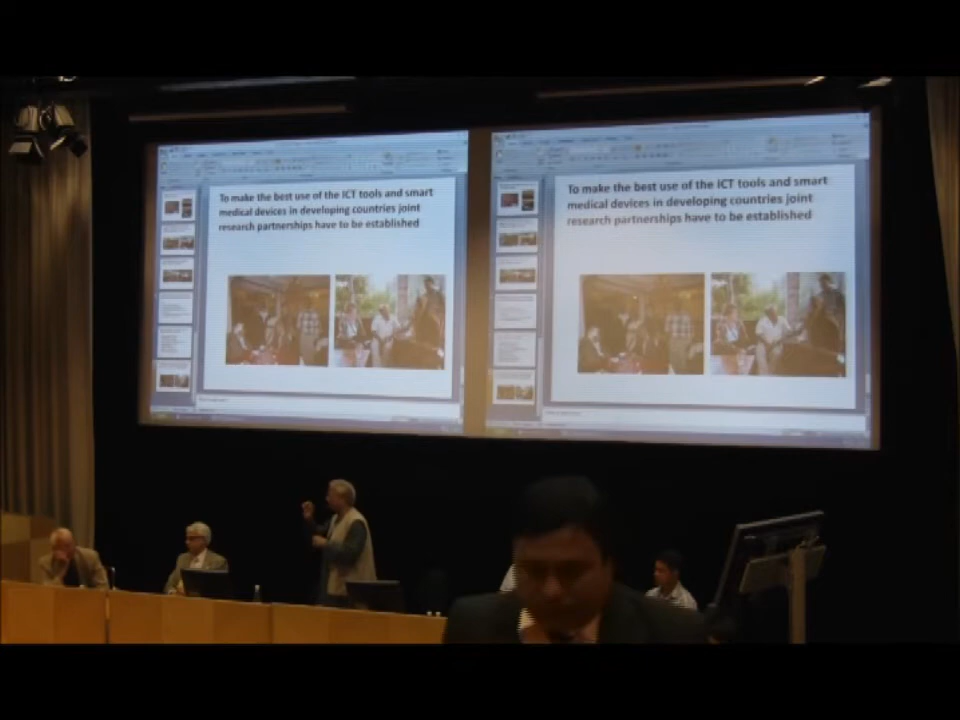 To make the best use of the ICT tools and smart
medical devices in developing countries joint
research partnerships have to be established
To make the best use of the ICT tools and smart
medical devices in developing countries joint
research partnerships have to be established